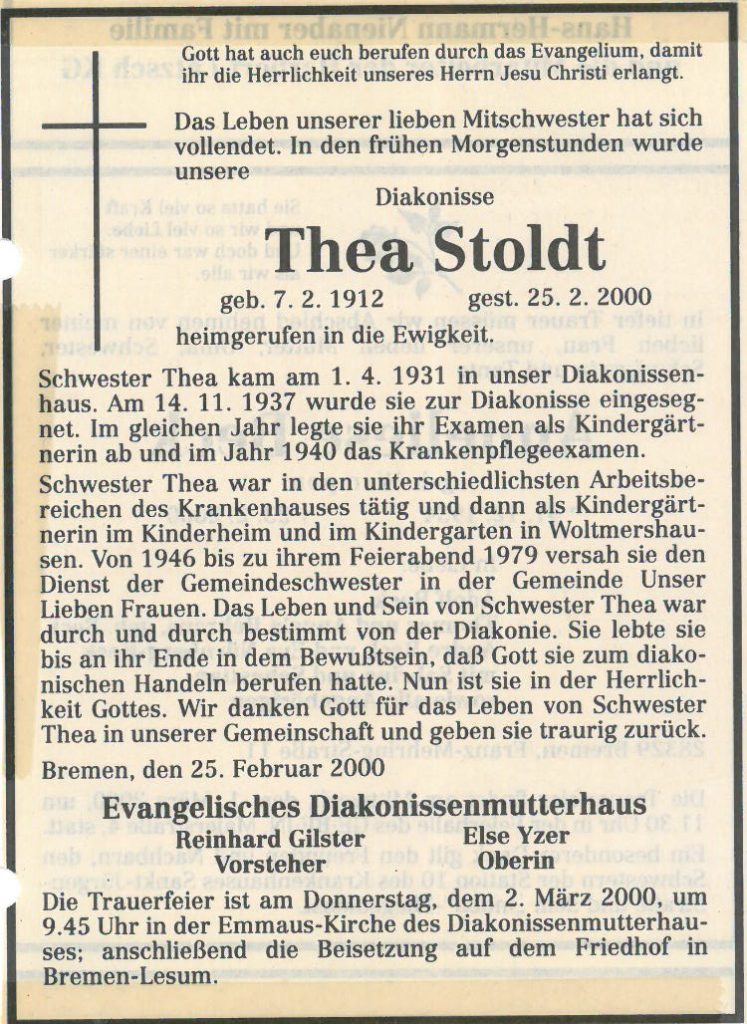 Gott hat auch euch berufen durch das Evangelium, damit
ihr die Herrlichkeit unseres Herrn Jesu Christi erlangt.
Das Leben unserer lieben Mitschwester hat sich
vollendet. In den frühen Morgenstunden wurde
unsere
Diakonisse
Thea Stoldt
geb. 7. 2. 1912 gest. 25. 2. 2000
heimgerufen in die Ewigkeit.
Schwester Thea kam am 1. 4. 1931 in unser Diakonissen-
haus. Am 14. 11. 1937 wurde sie zur Diakonisse eingeseg-
net. Im gleichen Jahr legte sie ihr Examen als Kindergärt-
nerin ab und im Jahr 1940 das Krankenpflegeexamen.
Schwester Thea war in den unterschiedlichsten Arbeitsbe-
reichen des Krankenhauses tätig und dann als Kindergärt-
nerin im Kinderheim und im Kindergarten in Woltmershau-
sen. Von 1946 bis zu ihrem Feierabend 1979 versah sie den
Dienst der Gemeindeschwester in der Gemeinde Unser
Lieben Frauen. Das Leben und Sein von Schwester Thea war
durch und durch bestimmt von der Diakonie. Sie lebte sie
bis an ihr Ende in dem Bewußtsein, daß Gott sie zum diako-
nischen Handeln berufen hatte. Nun ist sie in der Herrlich-
keit Gottes. Wir danken Gott für das Leben von Schwester
Thea in unserer Gemeinschaft und geben sie traurig zurück.
Bremen, den 25. Februar 2000
Evangelisches Diakonissenmutterhaus
Reinhard Gilster Else Yzer
Vorsteher Oberin
Die Trauerfeier ist am Donnerstag, dem 2. März 2000, um
9.45 Uhr in der Emmaus-Kirche des Diakonissenmutterhau-
ses; anschließend die Beisetzung auf dem Friedhof in
Bremen-Lesum.